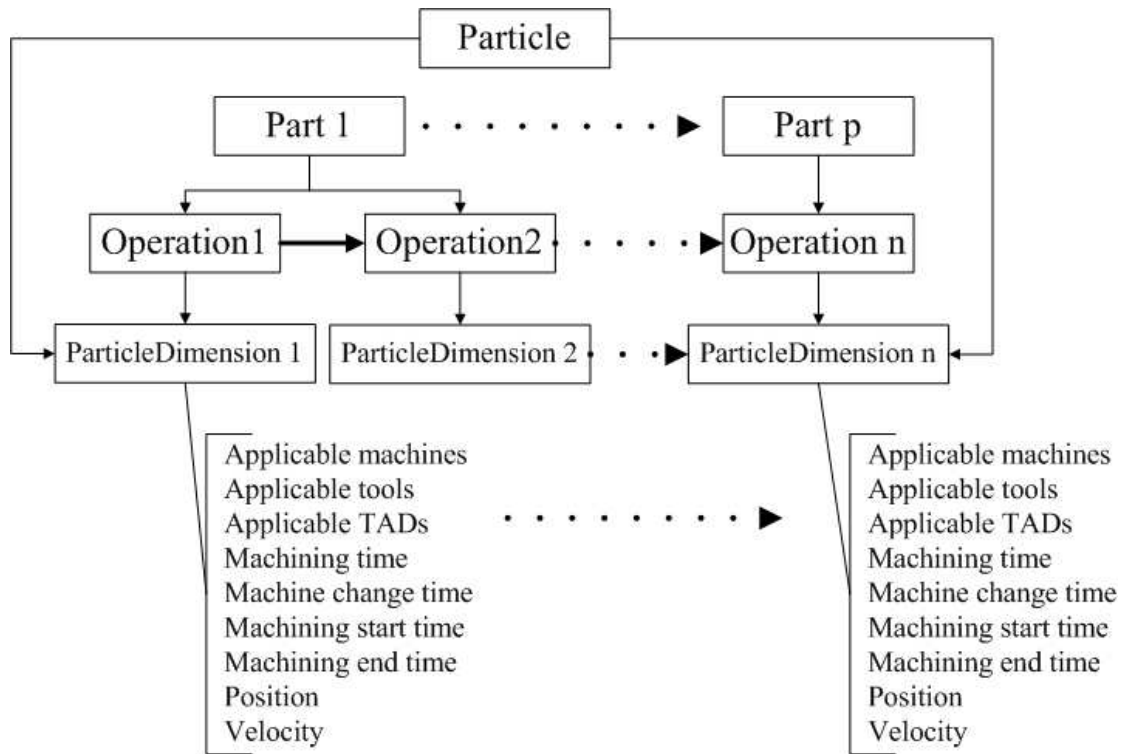 Particle
Part 1
Part p
Operation1
Operation2
Operation n
ParticleDimension 1
ParticleDimension 2
ParticleDimension n
Applicable machines
Applicable tools
Applicable TADs
Machining time
Machine change time
Machining start time
Machining end time
Position
Velocity
Applicable machines
Applicable tools
Applicable TADs
Machining time
Machine change time
Machining start time
Machining end time
Position
Velocity